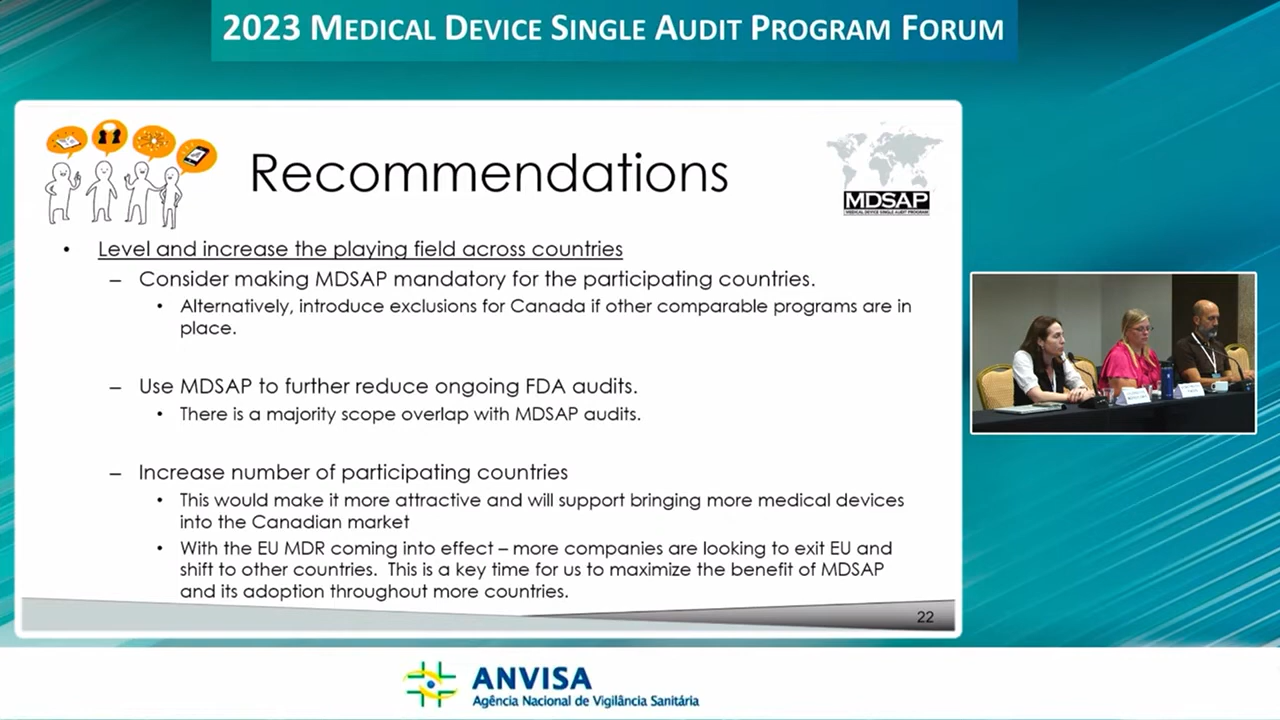 2023 MEDICAL DEVICE SINGLE AUDIT PROGRAM FORUM
Recommendations
MDSAP
MEDICAL DEVICE SINGLE AUDIT PROGRAM
• Level and increase the playing field across countries
– Consider making MDSAP mandatory for the participating countries.
• Alternatively, introduce exclusions for Canada if other comparable programs are in
place.
– Use MDSAP to further reduce ongoing FDA audits.
• There is a majority scope overlap with MDSAP audits.
– Increase number of participating countries
• This would make it more attractive and will support bringing more medical devices
into the Canadian market
• With the EU MDR coming into effect – more companies are looking to exit EU and
shift to other countries.  This is a key time for us to maximize the benefit of MDSAP
and its adoption throughout more countries.
22
ANVISA
Agência Nacional de Vigilância Sanitária